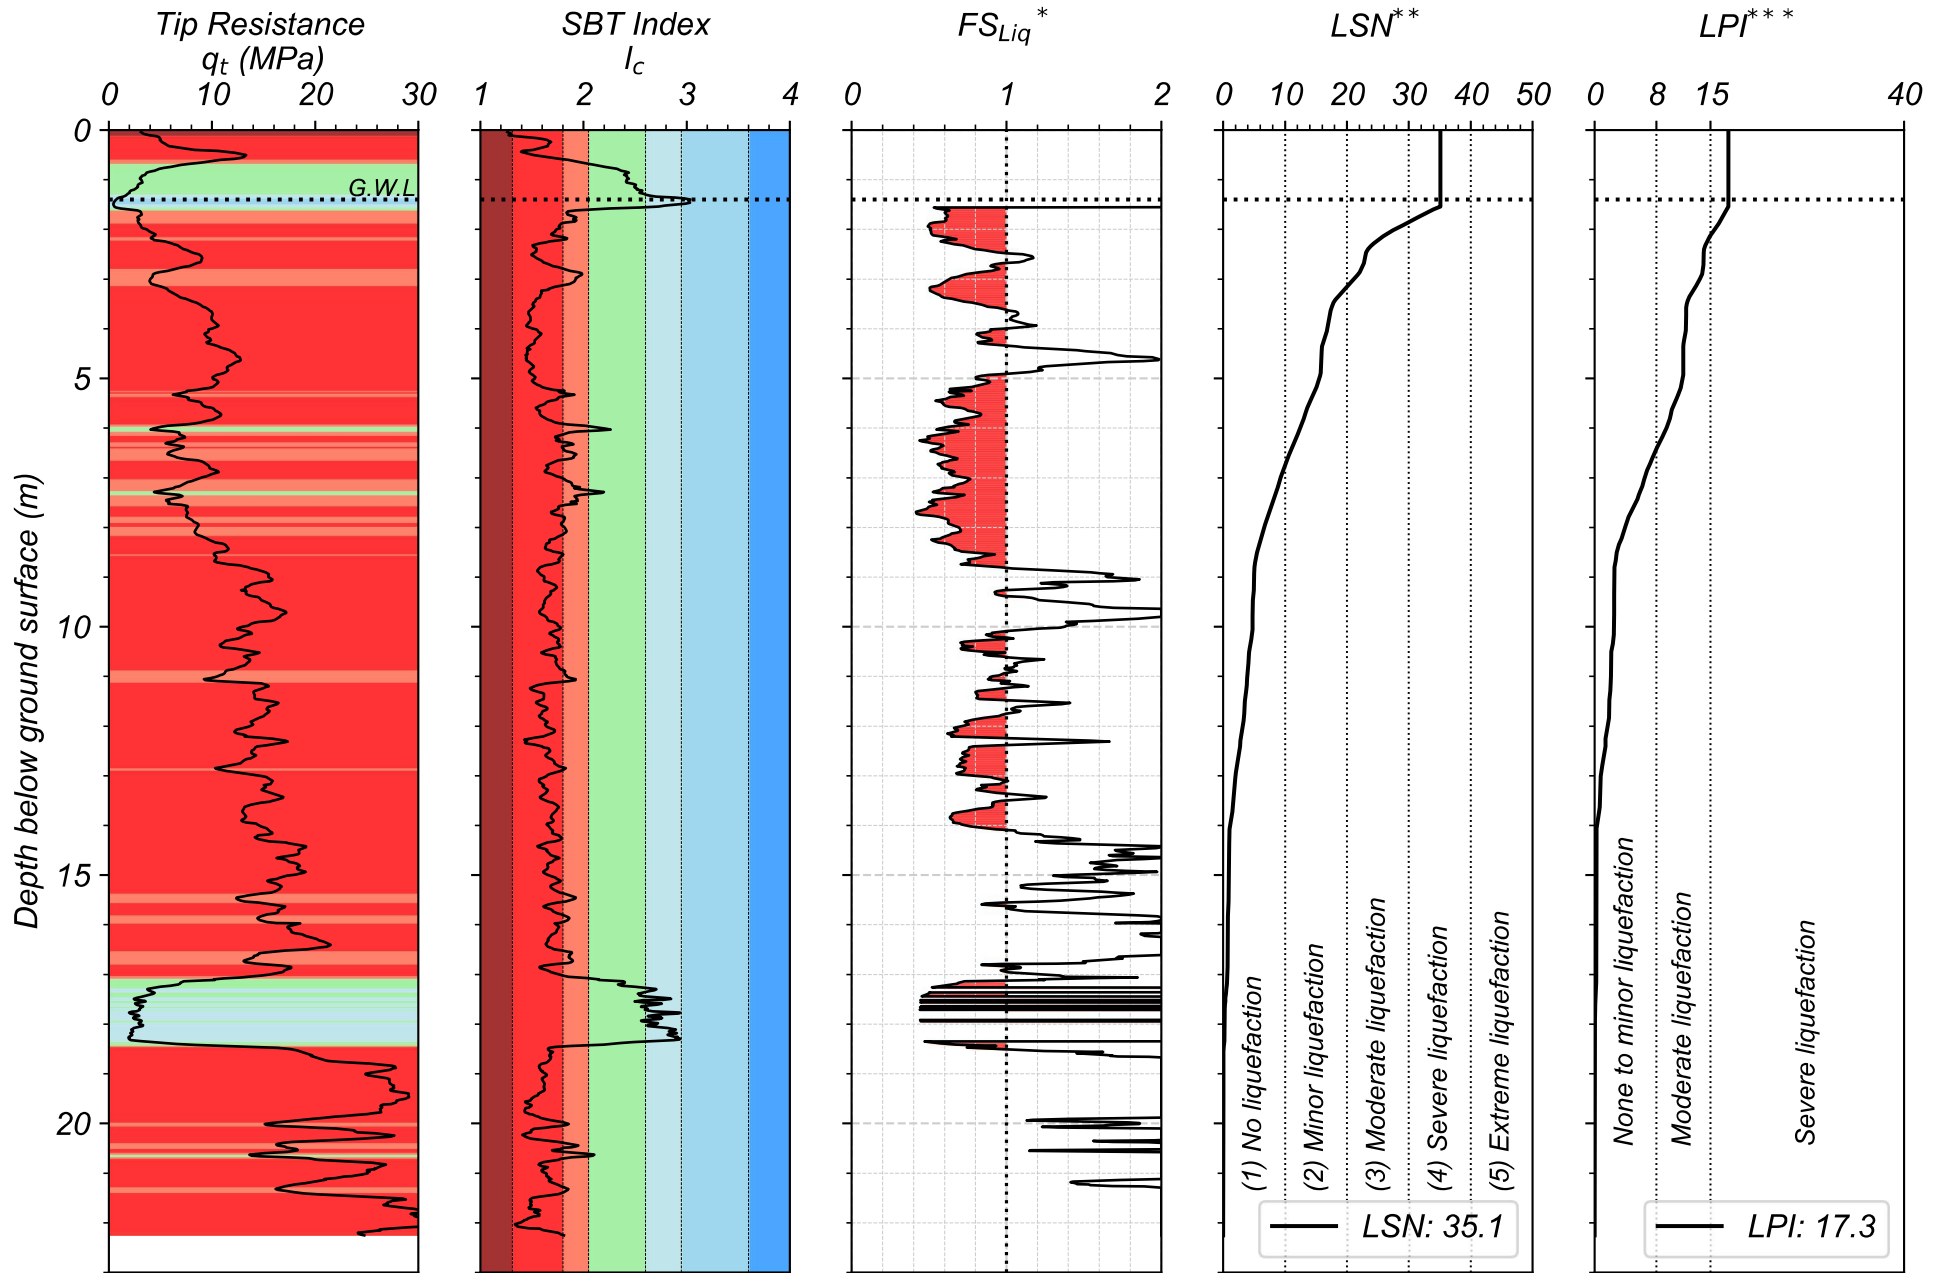 Tip Resistance
qt (MPa)
0 10 20 30
SBT Index
Ic
1 2 3 4
FSLiq *
0 1 2
LSN**
0 10 20 30 40 50
LPI***
0 8 15 40
Depth below ground surface (m)
0
5
10
15
20
G.W.L
(1) No liquefaction
(2) Minor liquefaction
(3) Moderate liquefaction
(4) Severe liquefaction
(5) Extreme liquefaction
LSN: 35.1
None to minor liquefaction
Moderate liquefaction
Severe liquefaction
LPI: 17.3